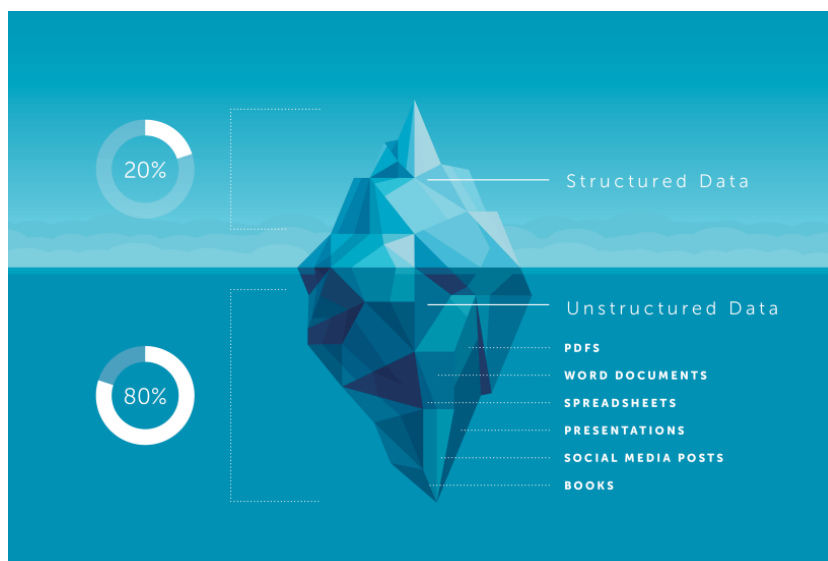 20%
Structured Data
Unstructured Data
PDFS
WORD DOCUMENTS
80%
SPREADSHEETS
PRESENTATIONS
SOCIAL MEDIA POSTS
BOOKS